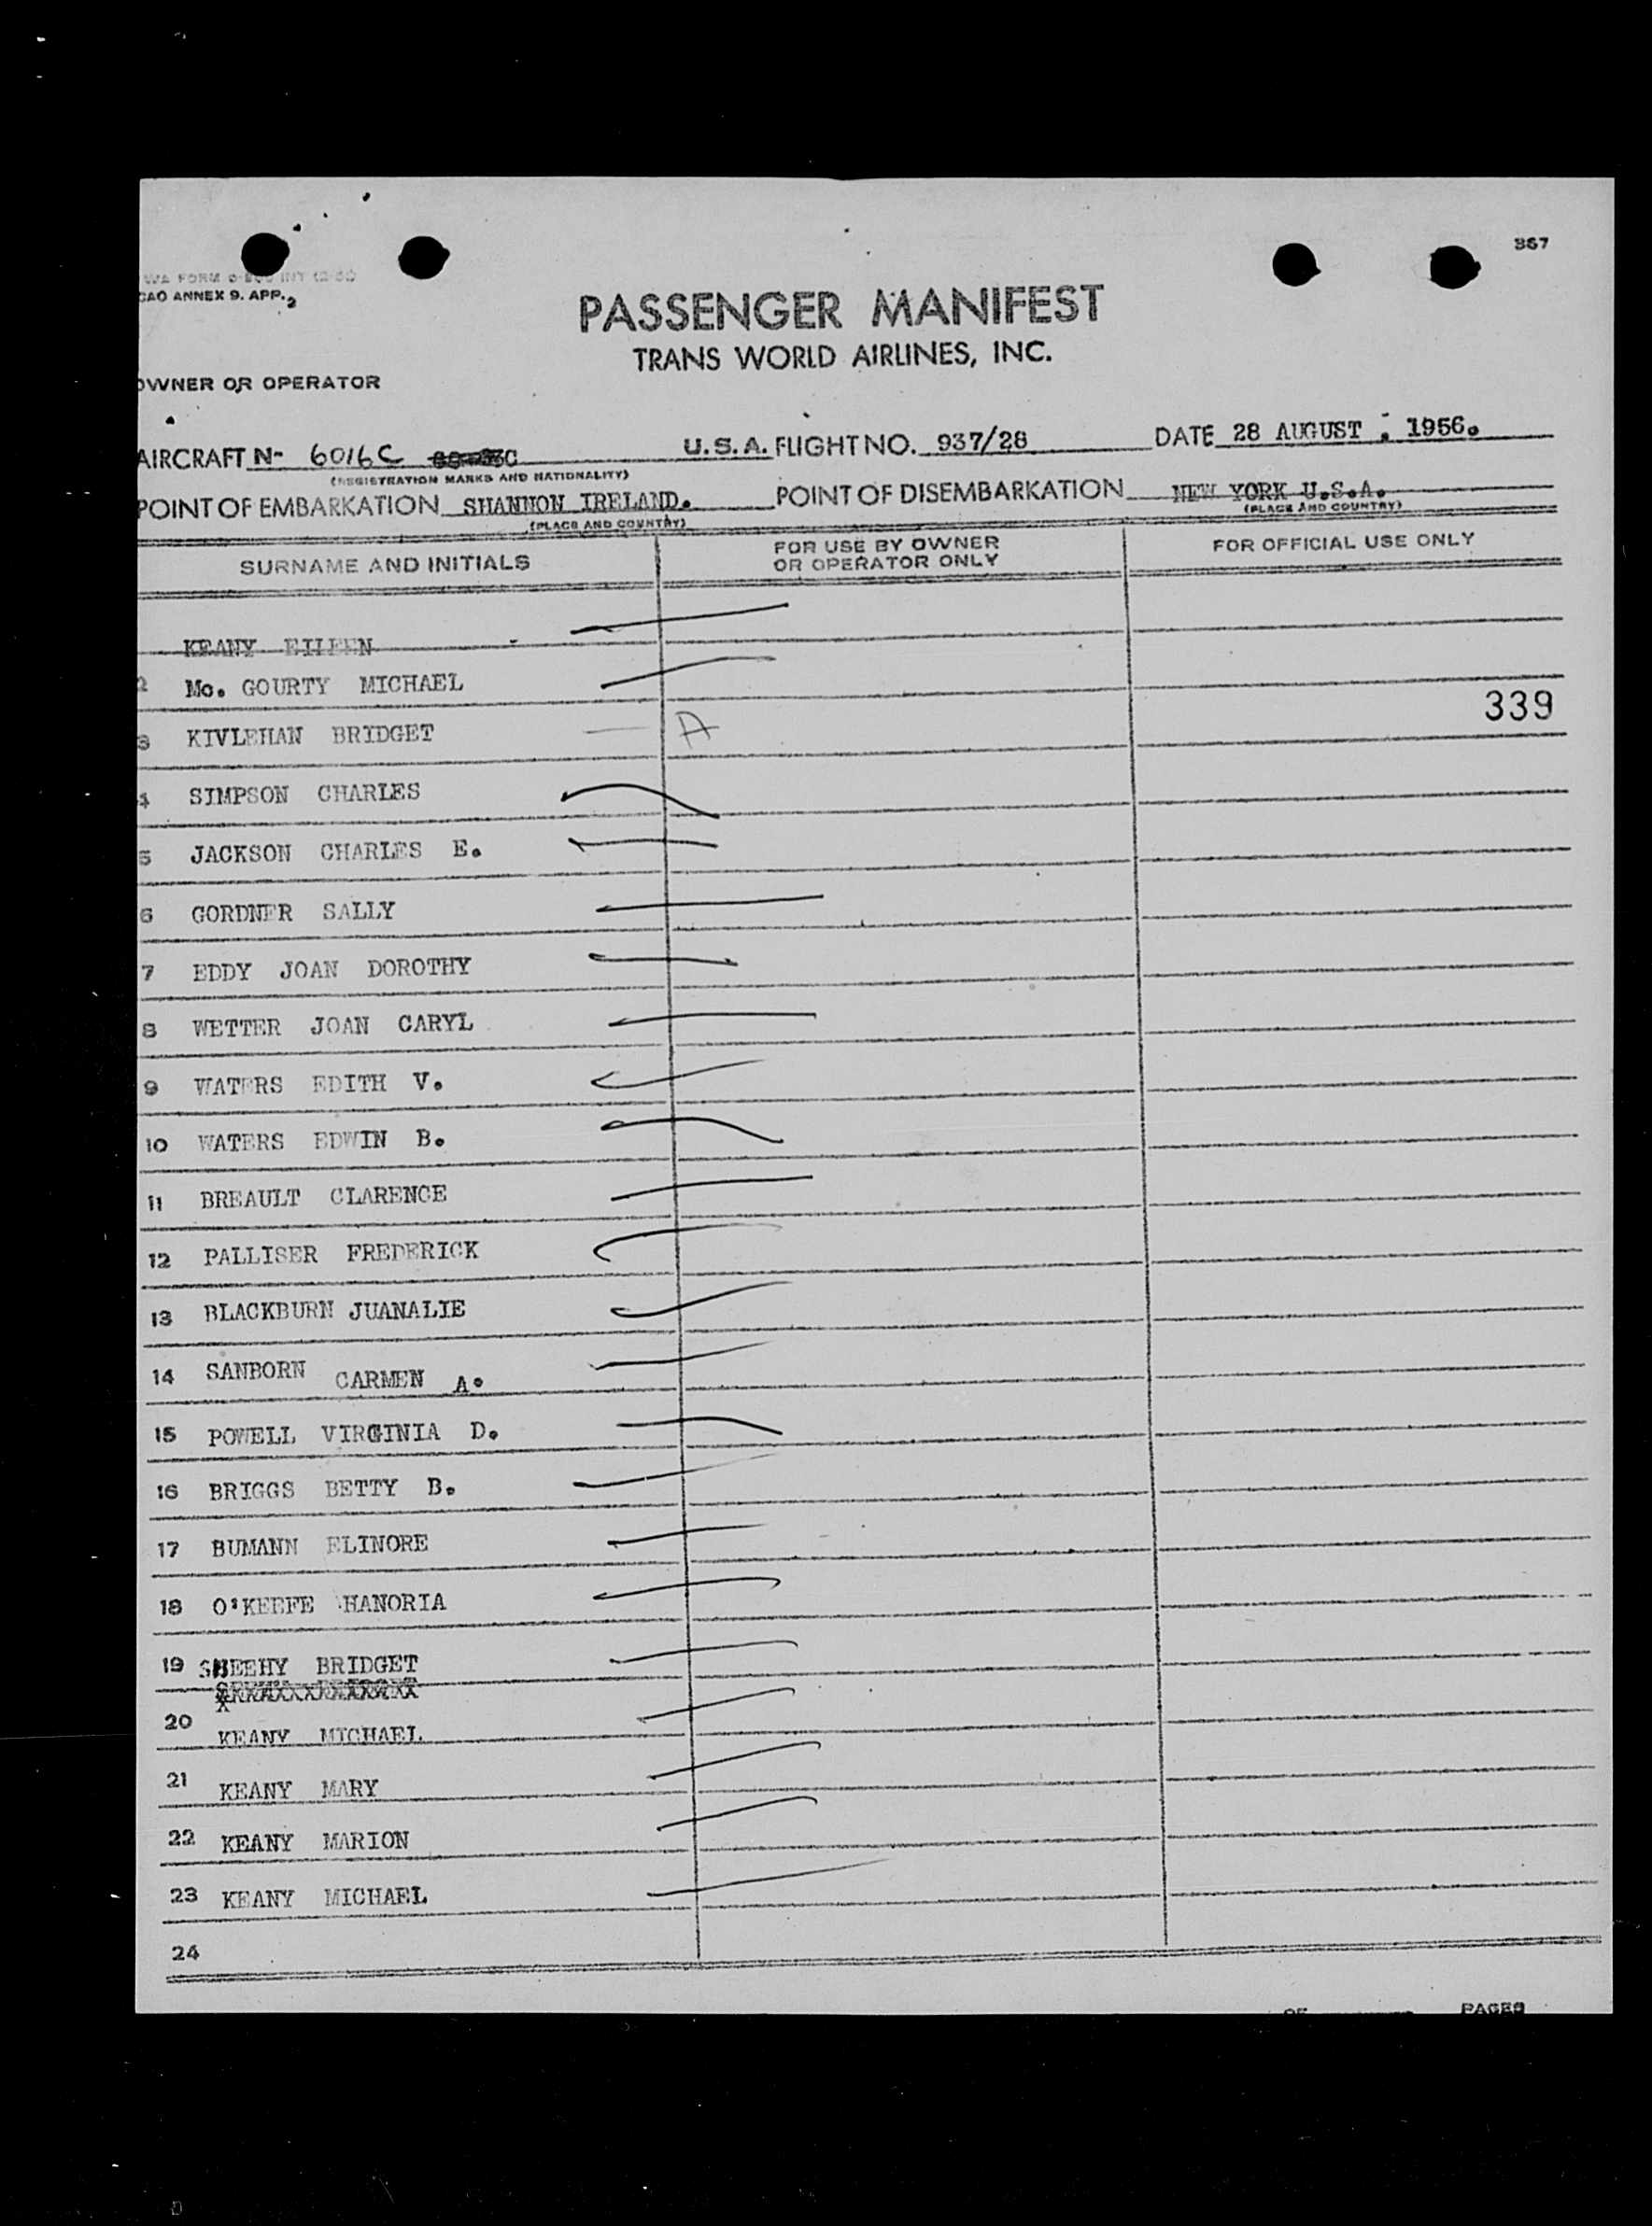 367
CAO ANNEX 9. APP. 2
PASSENGER MANIFEST
TRANS WORLD AIRLINES, INC.
OWNER OR OPERATOR
AIRCRAFT N- 6016C U.S.A. FLIGHT NO. 937/28 DATE 28 AUGUST : 1956.
(REGISTRATION MARKS AND NATIONALITY)
POINT OF EMBARKATION SHANNON IRELAND. POINT OF DISEMBARKATION NEW YORK U.S.A.
(PLACE AND COUNTRY) (PLACE AND COUNTRY)
SURNAME AND INITIALS FOR USE BY OWNER OR OPERATOR ONLY FOR OFFICIAL USE ONLY
KEANY EILEEN
2 Mc. GOURTY MICHAEL
339
3 KIVLEHAN BRIDGET A
4 SIMPSON CHARLES
5 JACKSON CHARLES E.
6 GORDNER SALLY
7 EDDY JOAN DOROTHY
8 WETTER JOAN CARYL
9 WATERS EDITH V.
10 WATERS EDWIN B.
11 BREAULT CLARENCE
12 PALLISER FREDERICK
13 BLACKBURN JUANALIE
14 SANBORN CARMEN A.
15 POWELL VIRGINIA D.
16 BRIGGS BETTY B.
17 BUMANN ELINORE
18 O'KEEFE HANORIA
19 SHEEHY BRIDGET
20 KEANY MICHAEL
21 KEANY MARY
22 KEANY MARION
23 KEANY MICHAEL
24
OF PAGES